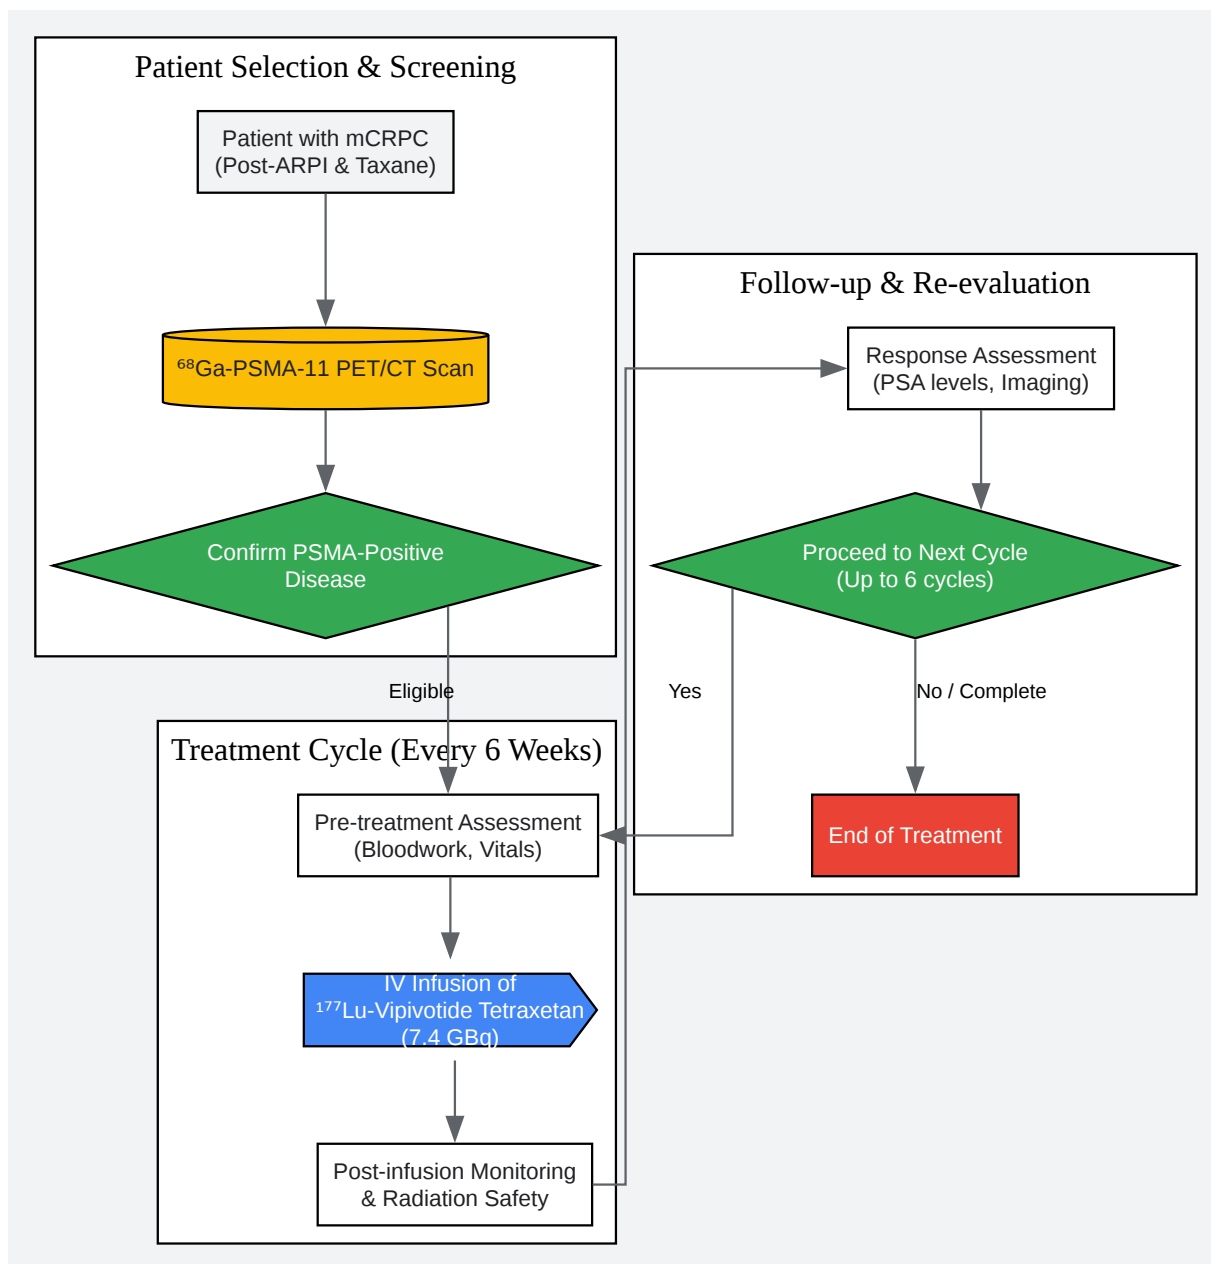 Patient Selection & Screening
Patient with mCRPC
(Post-ARPI & Taxane)
⁶⁸Ga-PSMA-11 PET/CT Scan
Confirm PSMA-Positive
Disease
Eligible
Treatment Cycle (Every 6 Weeks)
Pre-treatment Assessment
(Bloodwork, Vitals)
IV Infusion of
¹⁷⁷Lu-Vipivotide Tetraxetan
(7.4 GBq)
Post-infusion Monitoring
& Radiation Safety
Follow-up & Re-evaluation
Response Assessment
(PSA levels, Imaging)
Proceed to Next Cycle
(Up to 6 cycles)
Yes
No / Complete
End of Treatment